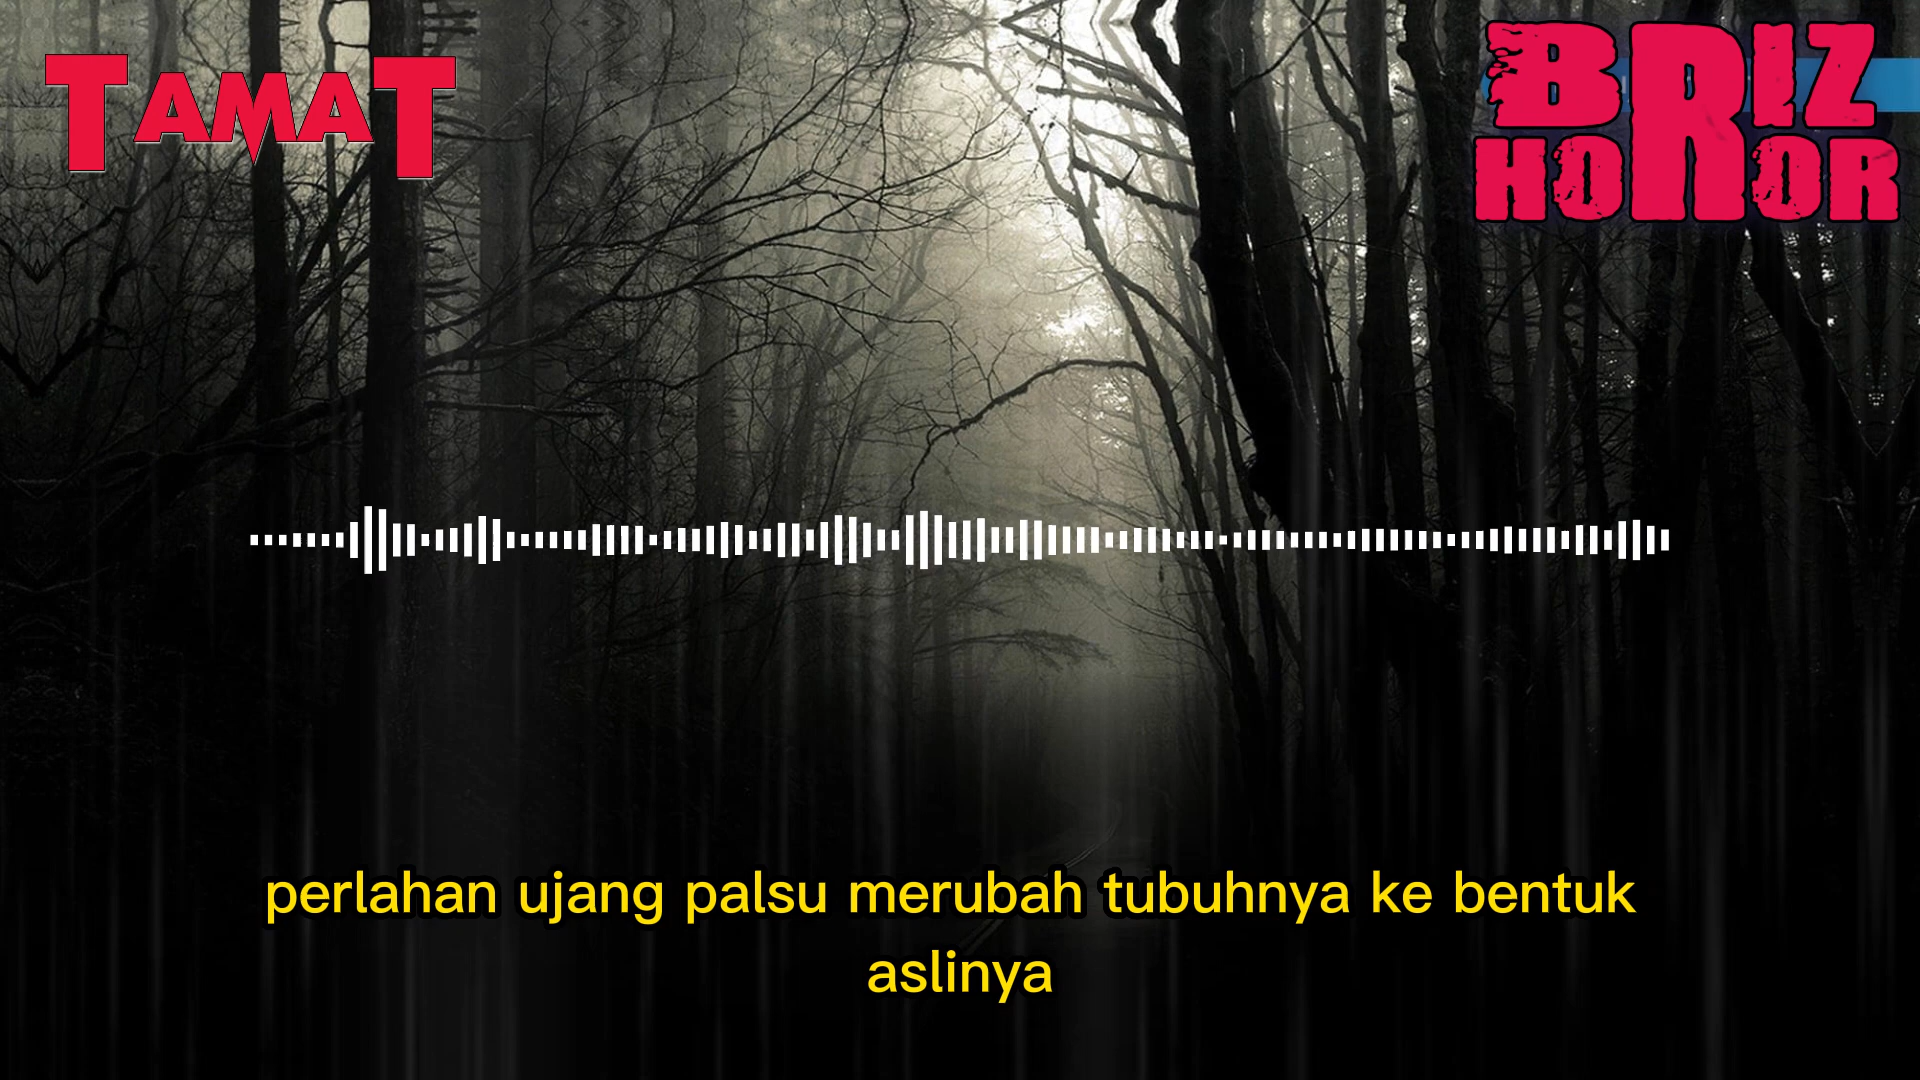 TAMAT
BRIZ
HOROR
perlahan ujang palsu merubah tubuhnya ke bentuk
aslinya